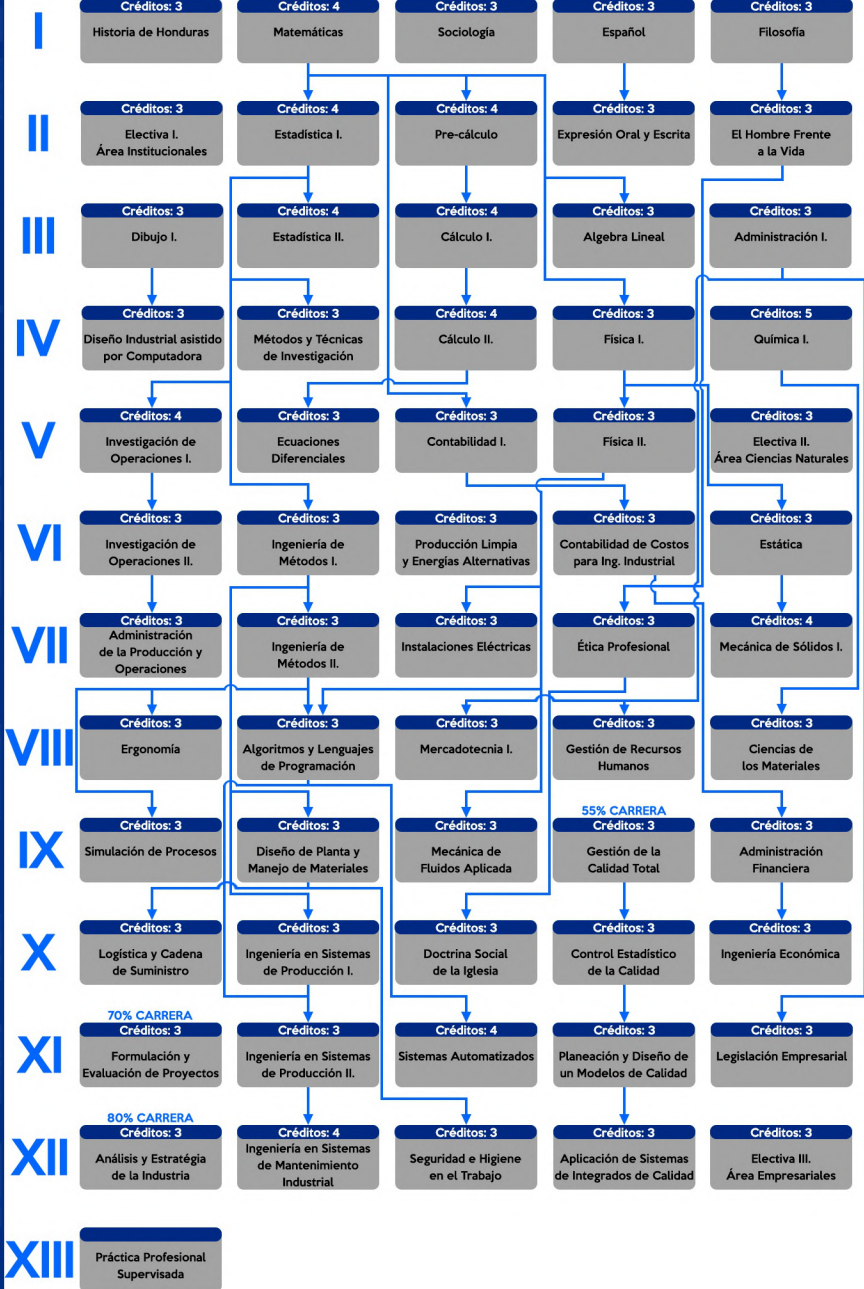 I
Créditos: 3
Historia de Honduras
Créditos: 4
Matemáticas
Créditos: 3
Sociología
Créditos: 3
Español
Créditos: 3
Filosofía
II
Créditos: 3
Electiva I.
Área Institucionales
Créditos: 4
Estadística I.
Créditos: 4
Pre-cálculo
Créditos: 3
Expresión Oral y Escrita
Créditos: 3
El Hombre Frente
a la Vida
III
Créditos: 3
Dibujo I.
Créditos: 4
Estadística II.
Créditos: 4
Cálculo I.
Créditos: 3
Algebra Lineal
Créditos: 3
Administración I.
IV
Créditos: 3
Diseño Industrial asistido
por Computadora
Créditos: 3
Métodos y Técnicas
de Investigación
Créditos: 4
Cálculo II.
Créditos: 3
Física I.
Créditos: 5
Química I.
V
Créditos: 4
Investigación de
Operaciones I.
Créditos: 3
Ecuaciones
Diferenciales
Créditos: 3
Contabilidad I.
Créditos: 3
Física II.
Créditos: 3
Electiva II.
Área Ciencias Naturales
VI
Créditos: 3
Investigación de
Operaciones II.
Créditos: 3
Ingeniería de
Métodos I.
Créditos: 3
Producción Limpia
y Energías Alternativas
Créditos: 3
Contabilidad de Costos
para Ing. Industrial
Créditos: 3
Estática
VII
Créditos: 3
Administración
de la Producción y
Operaciones
Créditos: 3
Ingeniería de
Métodos II.
Créditos: 3
Instalaciones Eléctricas
Créditos: 3
Ética Profesional
Créditos: 4
Mecánica de Sólidos I.
VIII
Créditos: 3
Ergonomía
Créditos: 3
Algoritmos y Lenguajes
de Programación
Créditos: 3
Mercadotecnia I.
Créditos: 3
Gestión de Recursos
Humanos
Créditos: 3
Ciencias de
los Materiales
IX
Créditos: 3
Simulación de Procesos
Créditos: 3
Diseño de Planta y
Manejo de Materiales
Créditos: 3
Mecánica de
Fluidos Aplicada
55% CARRERA
Créditos: 3
Gestión de la
Calidad Total
Créditos: 3
Administración
Financiera
X
Créditos: 3
Logística y Cadena
de Suministro
Créditos: 3
Ingeniería en Sistemas
de Producción I.
Créditos: 3
Doctrina Social
de la Iglesia
Créditos: 3
Control Estadístico
de la Calidad
Créditos: 3
Ingeniería Económica
XI
70% CARRERA
Créditos: 3
Formulación y
Evaluación de Proyectos
Créditos: 3
Ingeniería en Sistemas
de Producción II.
Créditos: 4
Sistemas Automatizados
Créditos: 3
Planeación y Diseño de
un Modelos de Calidad
Créditos: 3
Legislación Empresarial
XII
80% CARRERA
Créditos: 3
Análisis y Estratégia
de la Industria
Créditos: 4
Ingeniería en Sistemas
de Mantenimiento
Industrial
Créditos: 3
Seguridad e Higiene
en el Trabajo
Créditos: 3
Aplicación de Sistemas
de Integrados de Calidad
Créditos: 3
Electiva III.
Área Empresariales
XIII
Práctica Profesional
Supervisada